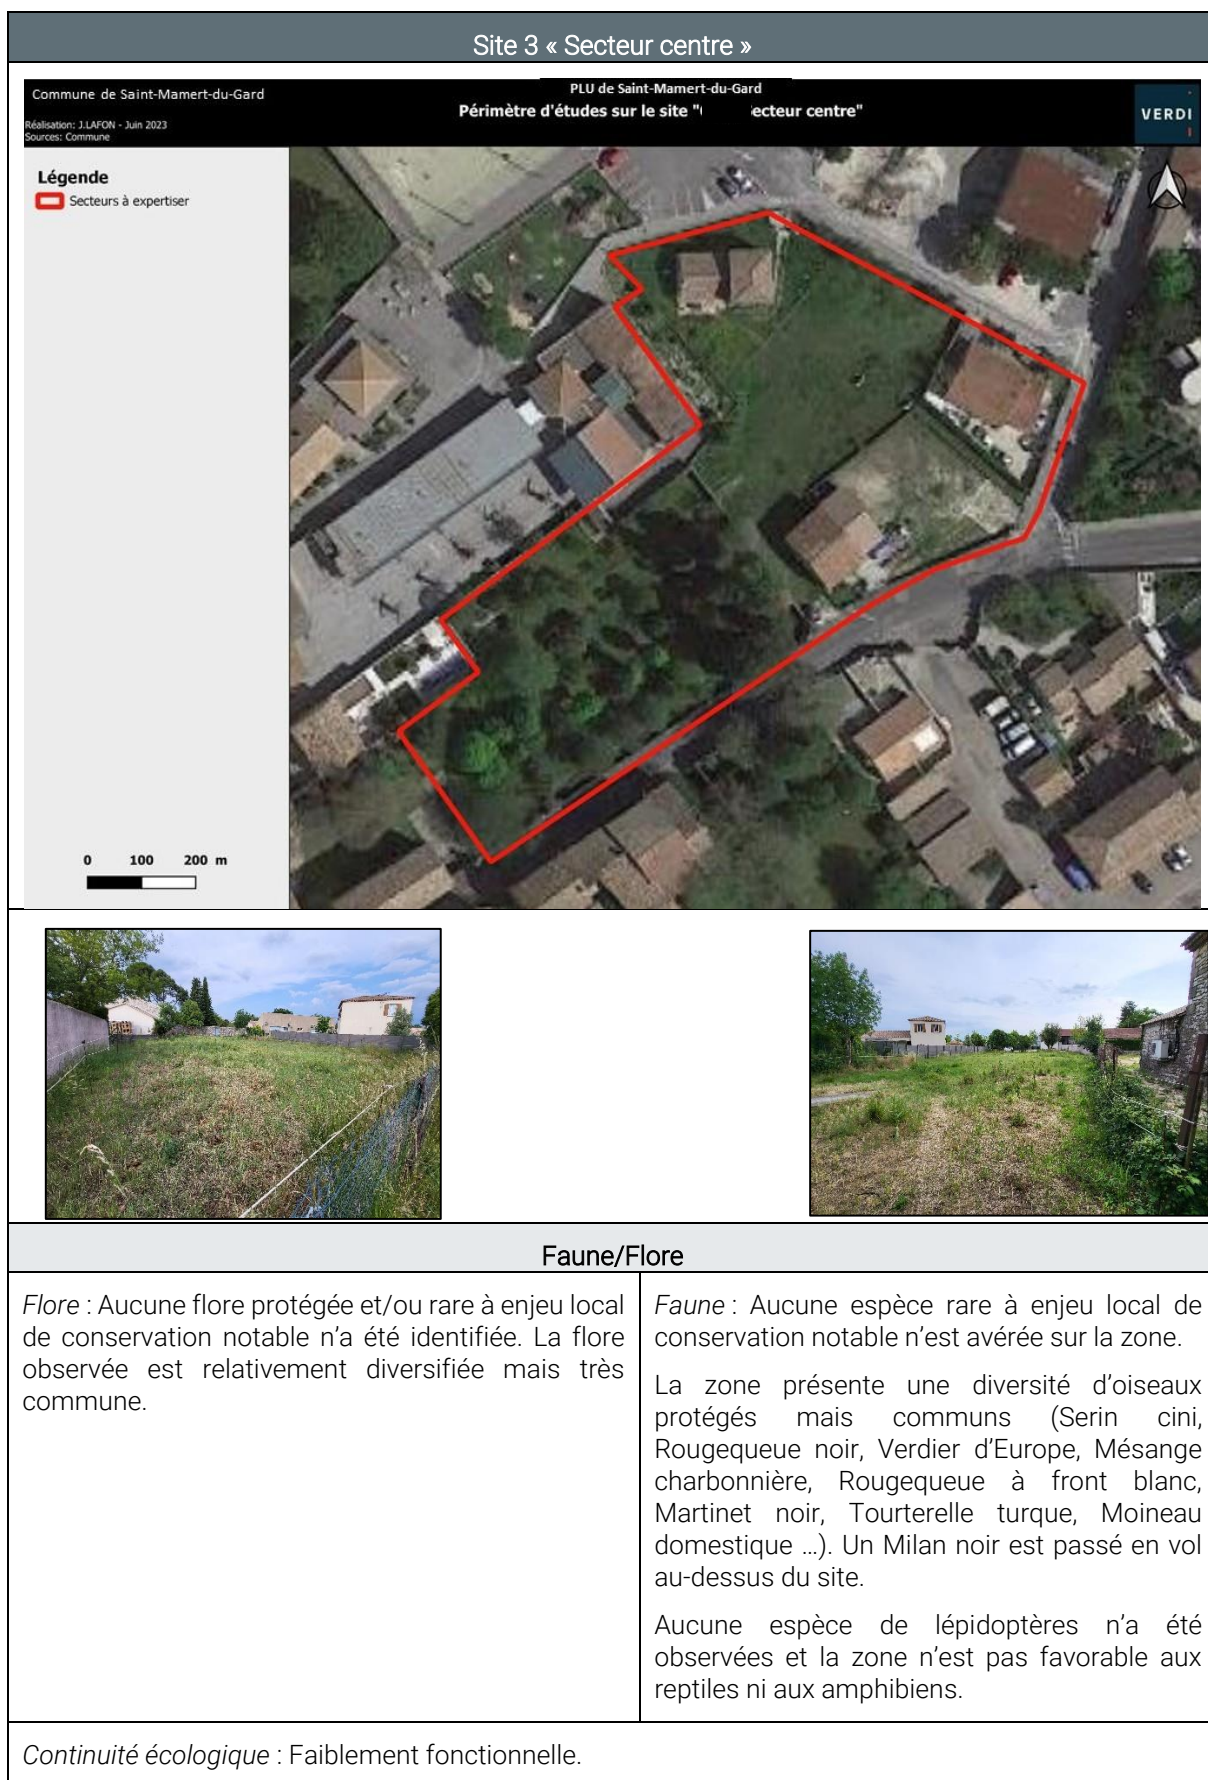 Site 3 « Secteur centre »
Commune de Saint-Mamert-du-Gard
Réalisation: J.LAFON - Juin 2023
Sources: Commune
PLU de Saint-Mamert-du-Gard
Périmètre d'études sur le site " ecteur centre"
VERDI
Légende
Secteurs à expertiser
0 100 200 m
Faune/Flore
Flore : Aucune flore protégée et/ou rare à enjeu local
de conservation notable n’a été identifiée. La flore
observée est relativement diversifiée mais très
commune.
Faune : Aucune espèce rare à enjeu local de
conservation notable n’est avérée sur la zone.
La zone présente une diversité d’oiseaux
protégés mais communs (Serin cini,
Rougequeue noir, Verdier d’Europe, Mésange
charbonnière, Rougequeue à front blanc,
Martinet noir, Tourterelle turque, Moineau
domestique …). Un Milan noir est passé en vol
au-dessus du site.
Aucune espèce de lépidoptères n’a été
observées et la zone n’est pas favorable aux
reptiles ni aux amphibiens.
Continuité écologique : Faiblement fonctionnelle.